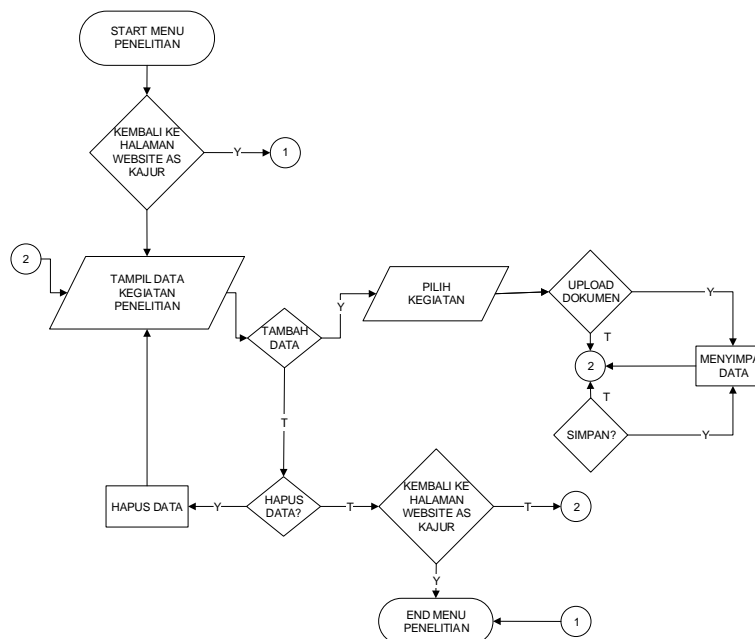 START MENU
PENELITIAN
KEMBALI KE
HALAMAN
WEBSITE AS
KAJUR
Y
1
2
TAMPIL DATA
KEGIATAN
PENELITIAN
TAMBAH
DATA
Y
PILIH
KEGIATAN
UPLOAD
DOKUMEN
Y
T
2
MENYIMPA
DATA
T
SIMPAN?
Y
T
HAPUS DATA
Y
HAPUS
DATA?
T
KEMBALI KE
HALAMAN
WEBSITE AS
KAJUR
T
2
Y
END MENU
PENELITIAN
1